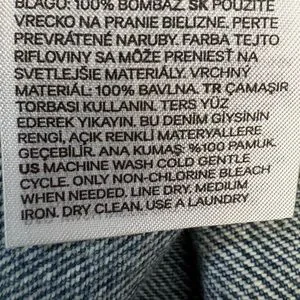 BLAGO: 100% BOMBAŽ. SK POUŽITE
VRECKO NA PRANIE BIELIZNE. PERTE
PREVRÁTENÉ NARUBY. FARBA TEJTO
RIFLOVINY SA MÔŽE PRENIESŤ NA
SVETLEJŠIE MATERIÁLY. VRCHNÝ
MATERIÁL: 100% BAVLNA. TR ÇAMAŞIR
TORBASI KULLANIN. TERS YÜZ
EDEREK YIKAYIN. BU DENİM GİYSİNİN
RENGİ, AÇIK RENKLİ MATERYALLERE
GEÇEBİLİR. ANA KUMAŞ: %100 PAMUK.
US MACHINE WASH COLD GENTLE
CYCLE. ONLY NON-CHLORINE BLEACH
WHEN NEEDED. LINE DRY. MEDIUM
IRON. DRY CLEAN. USE A LAUNDRY